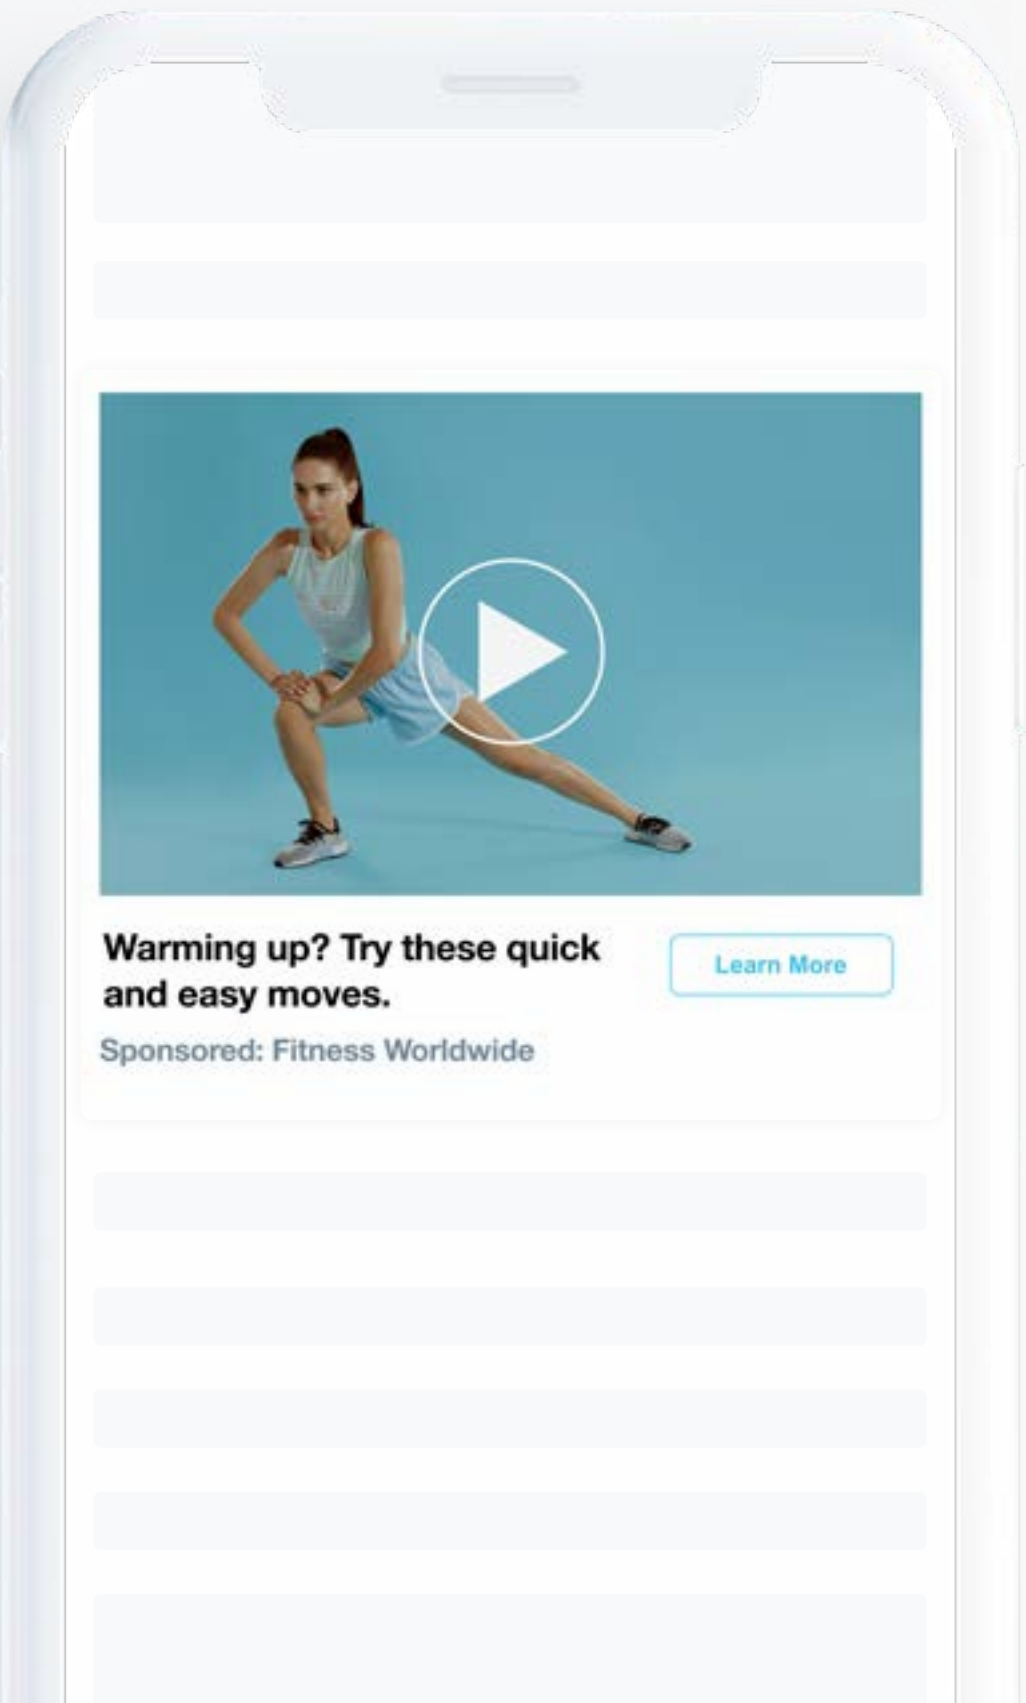 Warming up? Try these quick
and easy moves.
Learn More
Sponsored: Fitness Worldwide